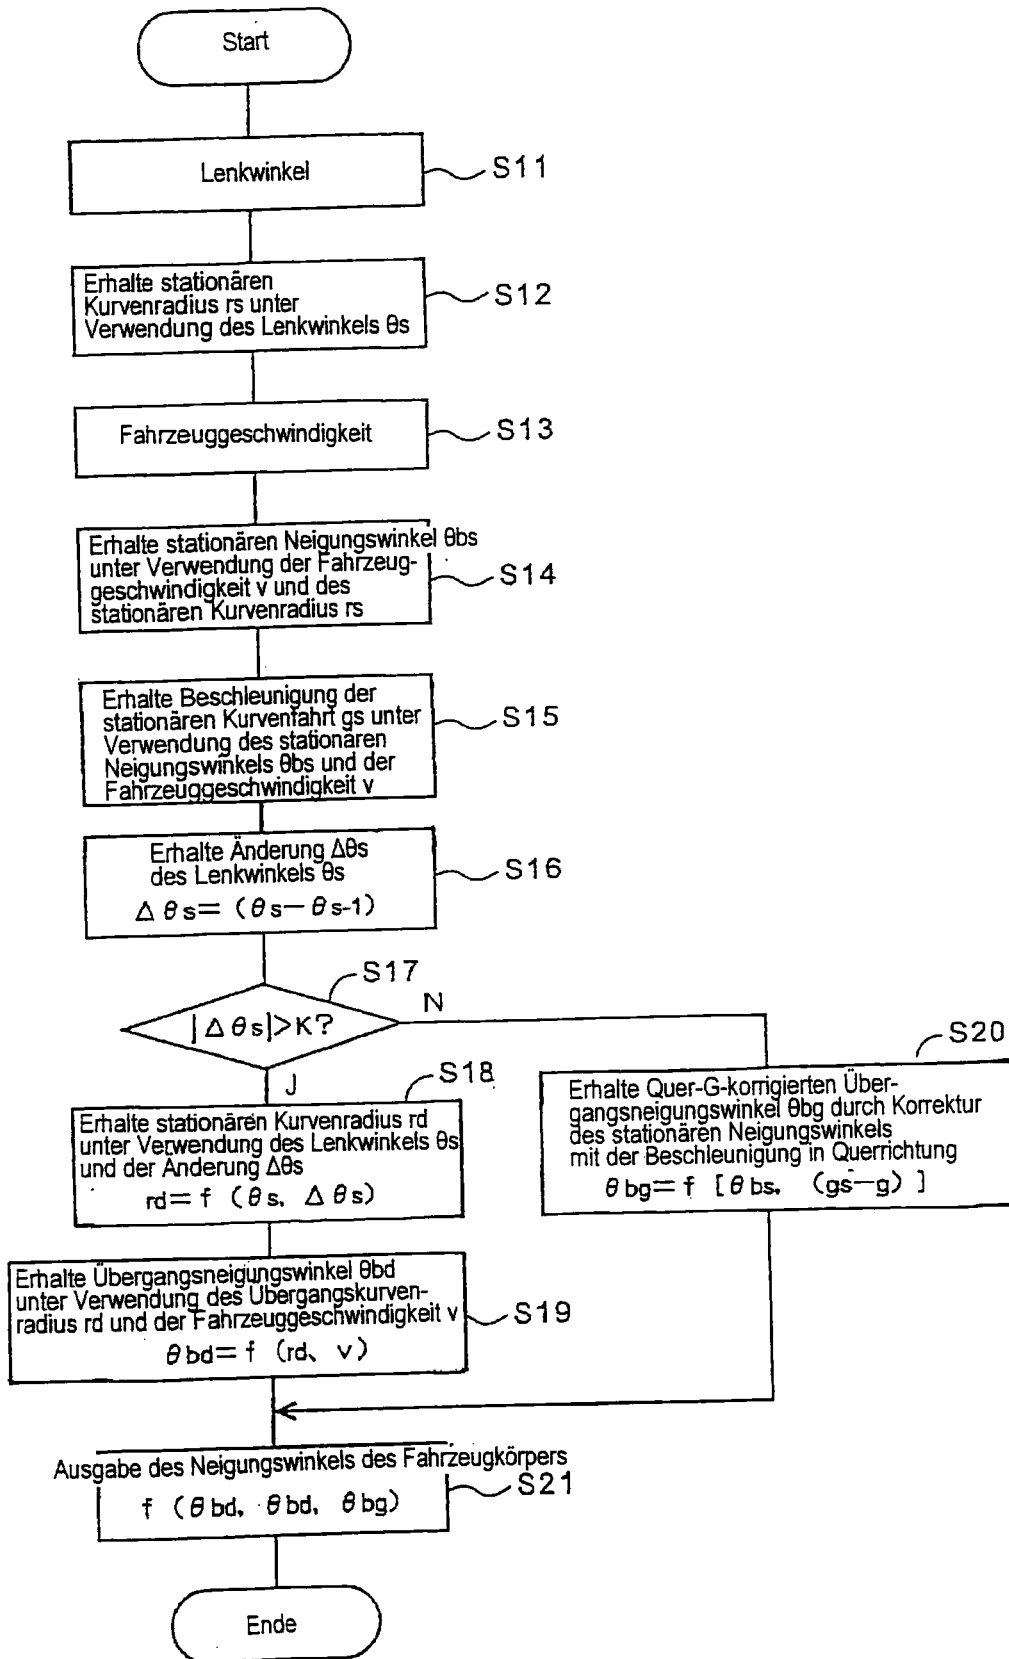 Start
Lenkwinkel
S11
Erhalte stationären
Kurvenradius rs unter
Verwendung des Lenkwinkels θs
S12
Fahrzeuggeschwindigkeit
S13
Erhalte stationären Neigungswinkel θbs
unter Verwendung der Fahrzeug-
geschwindigkeit v und des
stationären Kurvenradius rs
S14
Erhalte Beschleunigung der
stationären Kurvenfahrt gs unter
Verwendung des stationären
Neigungswinkels θbs und der
Fahrzeuggeschwindigkeit v
S15
Erhalte Änderung Δθs
des Lenkwinkels θs
Δθs=(θs-θs-1)
S16
S17
|Δθs|>K?
N
J
S18
Erhalte stationären Kurvenradius rd
unter Verwendung des Lenkwinkels θs
und der Änderung Δθs
rd=f (θs, Δθs)
S20
Erhalte Quer-G-korrigierten Über-
gangsneigungswinkel θbg durch Korrektur
des stationären Neigungswinkels
mit der Beschleunigung in Querrichtung
θbg=f [θbs, (gs-g)]
Erhalte Übergangsneigungswinkel θbd
unter Verwendung des Übergangskurven-
radius rd und der Fahrzeuggeschwindigkeit v
θbd=f (rd、v)
S19
Ausgabe des Neigungswinkels des Fahrzeugkörpers
f (θbd, θbd, θbg)
S21
Ende